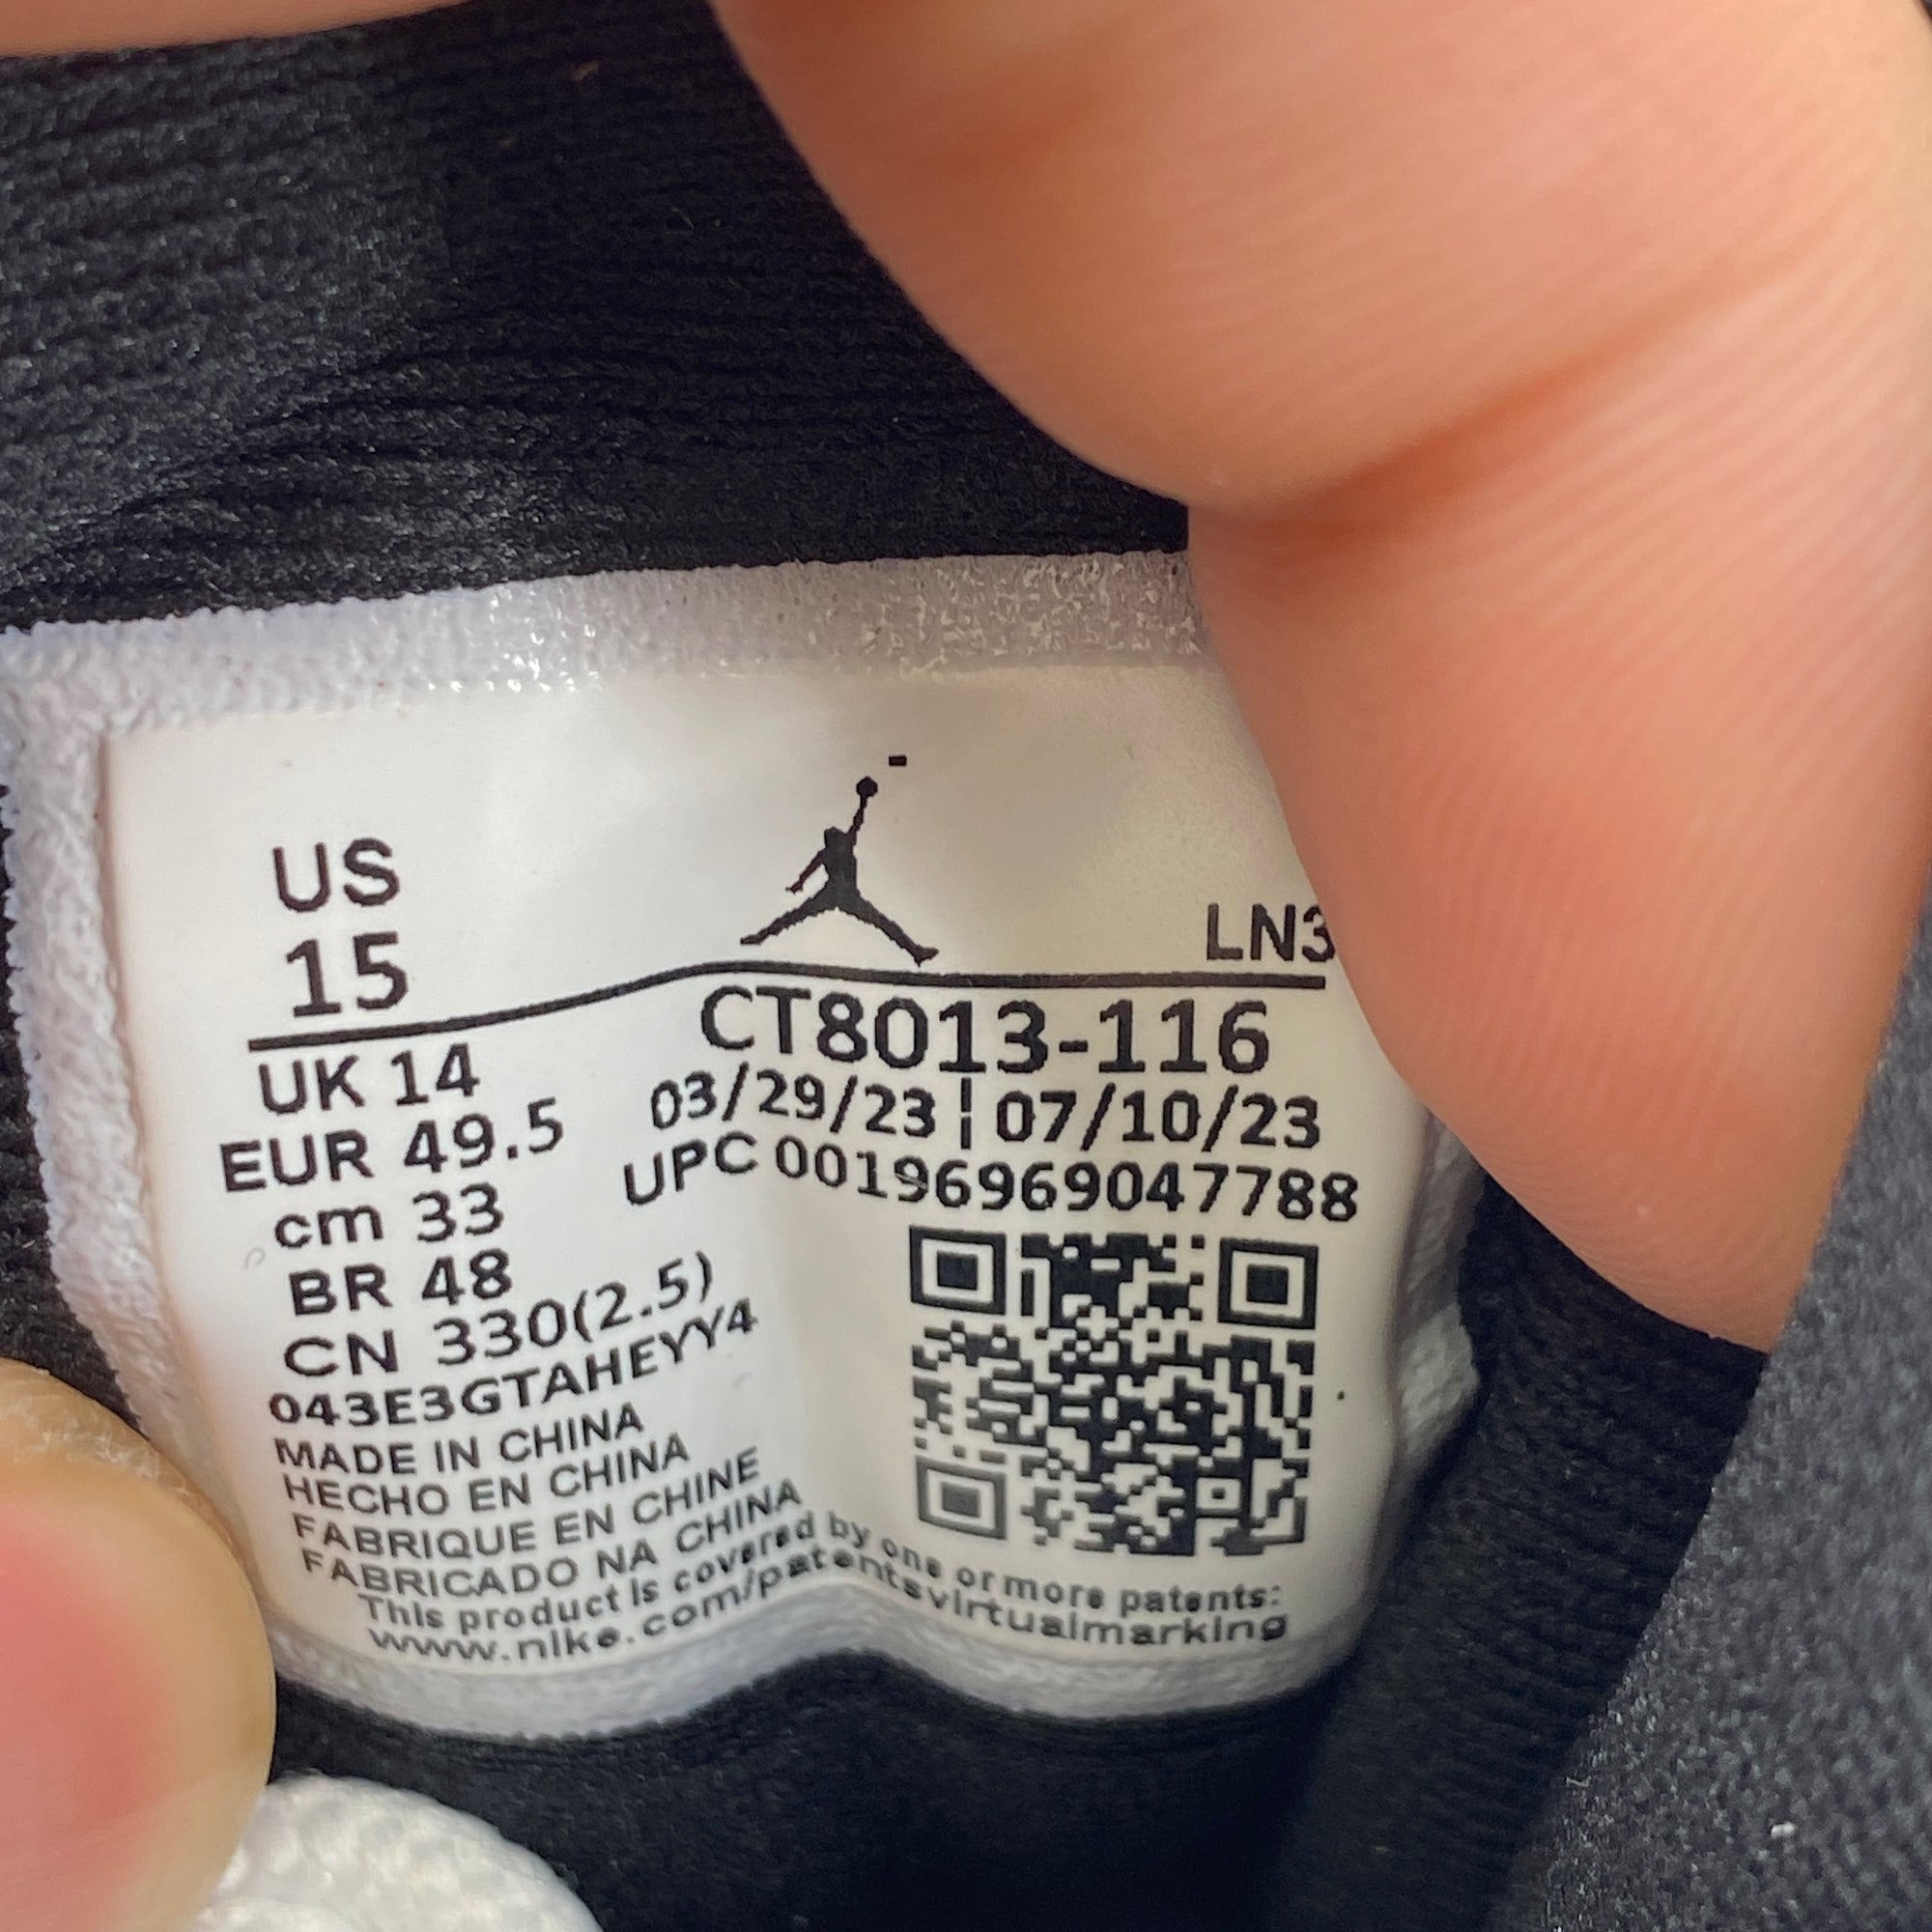 US
15
LN3
CT8013-116
03/29/23 | 07/10/23
UPC 00196969047788
UK 14
EUR 49.5
cm 33
BR 48
CN 330(2.5)
043E3GTAHEYY4
MADE IN CHINA
HECHO EN CHINA
FABRIQUE EN CHINE
FABRICADO NA CHINA
This product is covered by one or more patents:
www.nike.com/patentsvirtualmarking